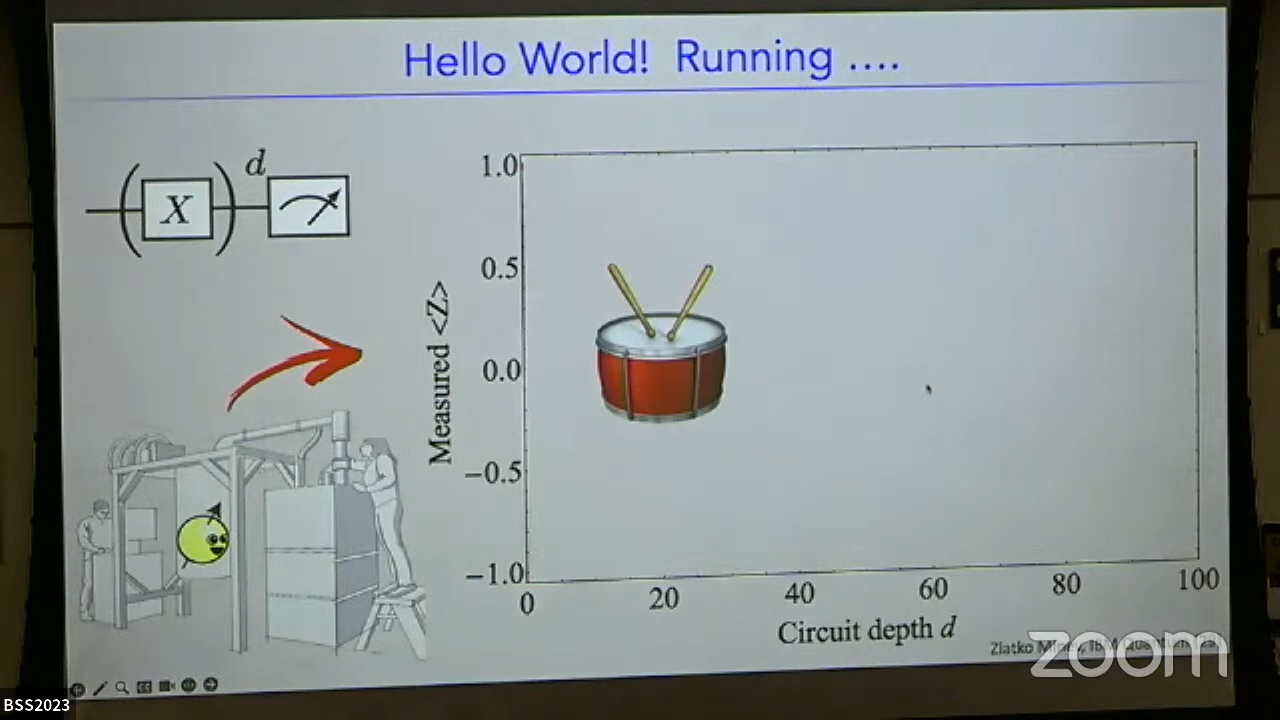 Hello World! Running ....
d
X
1.0
0.5
0.0
−0.5
−1.0
Measured <Z>
0 20 40 60 80 100
Circuit depth d
Zlatko
zoom
BSS2023